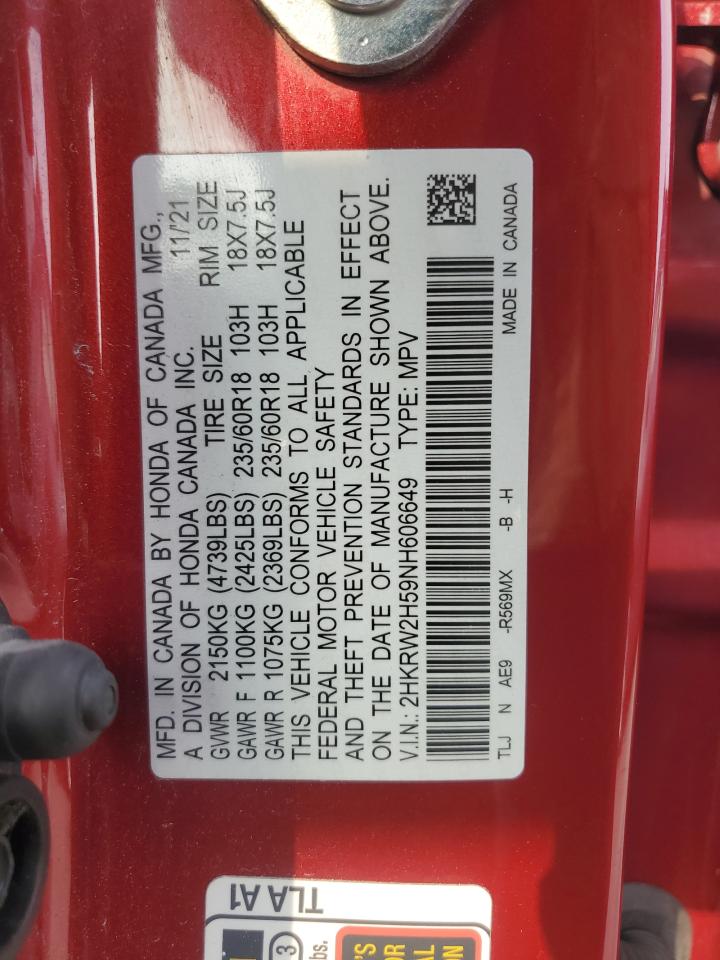 MFD. IN CANADA BY HONDA OF CANADA MFG.,
A DIVISION OF HONDA CANADA INC. 11/'21
GVWR 2150KG (4739LBS) TIRE SIZE RIM SIZE
GAWR F 1100KG (2425LBS) 235/60R18 103H 18X7.5J
GAWR R 1075KG (2369LBS) 235/60R18 103H 18X7.5J
THIS VEHICLE CONFORMS TO ALL APPLICABLE
FEDERAL MOTOR VEHICLE SAFETY
AND THEFT PREVENTION STANDARDS IN EFFECT
ON THE DATE OF MANUFACTURE SHOWN ABOVE.
V.I.N.: 2HKRW2H59NH606649 TYPE: MPV
TLJ N AE9 -R569MX -B -H MADE IN CANADA
TLA A1
3
lbs.